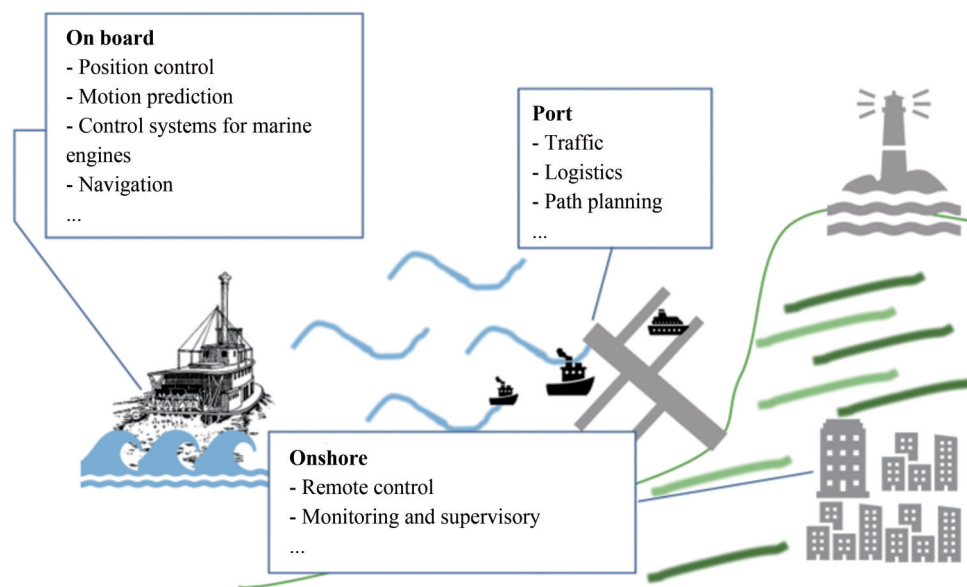 On board
- Position control
- Motion prediction
- Control systems for marine
engines
- Navigation
...
Port
- Traffic
- Logistics
- Path planning
...
Onshore
- Remote control
- Monitoring and supervisory
...